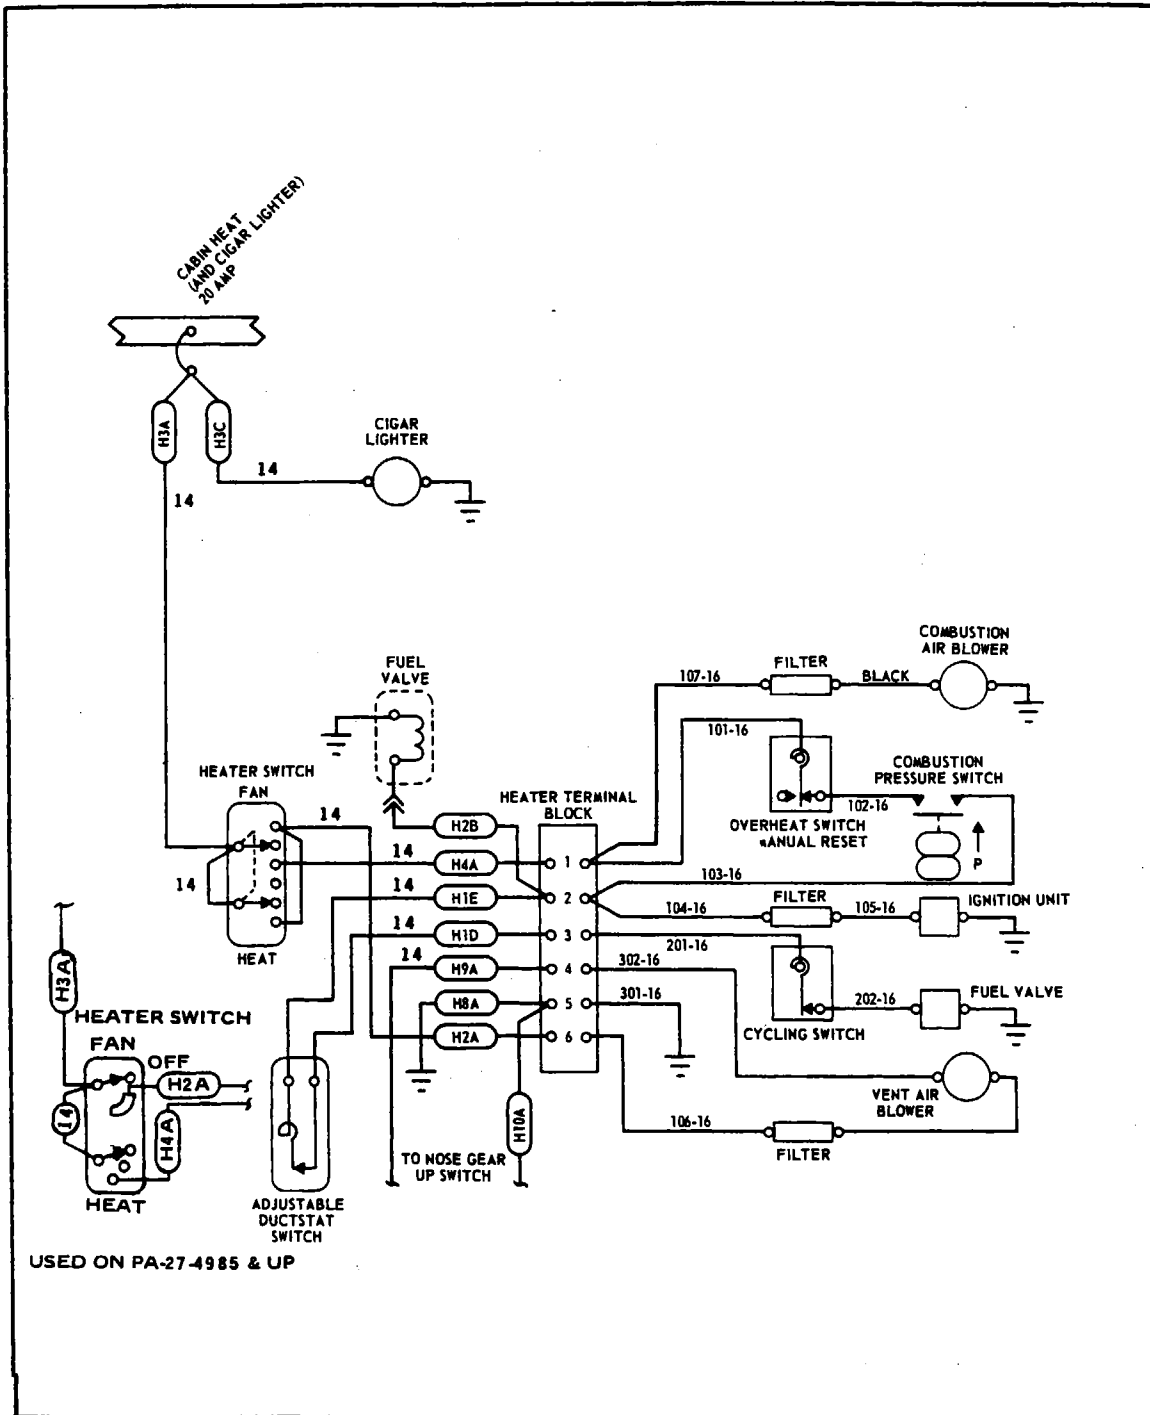 CABIN HEAT
(AND CIGAR LIGHTER)
20 AMP
H3A
H3C
14
14
CIGAR
LIGHTER
COMBUSTION
AIR BLOWER
FILTER
107-16
BLACK
FUEL
VALVE
101-16
HEATER SWITCH
FAN
14
HEATER TERMINAL
BLOCK
COMBUSTION
PRESSURE SWITCH
102-16
OVERHEAT SWITCH
MANUAL RESET
P
H2B
14
H4A
1
14
14
H1E
2
103-16
104-16
FILTER
105-16
IGNITION UNIT
14
H1D
3
201-16
HEAT
14
H9A
4
302-16
H8A
5
301-16
202-16
FUEL VALVE
CYCLING SWITCH
H2A
6
H3A
HEATER SWITCH
FAN
OFF
H2A
14
H4A
HEAT
H10A
VENT AIR
BLOWER
106-16
FILTER
TO NOSE GEAR
UP SWITCH
ADJUSTABLE
DUCTSTAT
SWITCH
USED ON PA-27-4985 & UP